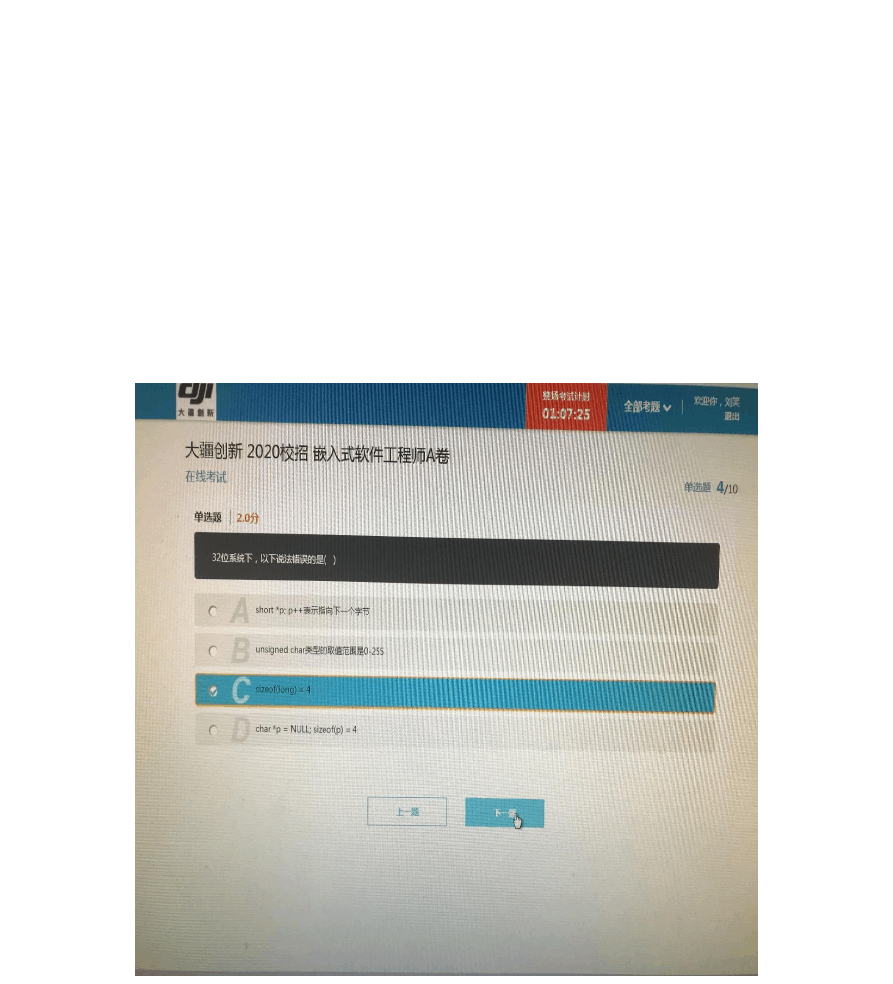 dji
大疆创新
整场考试计时
01:07:25
全部考题
欢迎你,刘笑
退出
大疆创新 2020校招 嵌入式软件工程师A卷
在线考试
单选题 4/10
单选题 2.0分
32位系统下,以下说法错误的是( )
A short *p; p++表示指向下一个字节
B unsigned char类型的取值范围是0-255
C sizeof(long) = 4
D char *p = NULL; sizeof(p) = 4
上一题
下一题